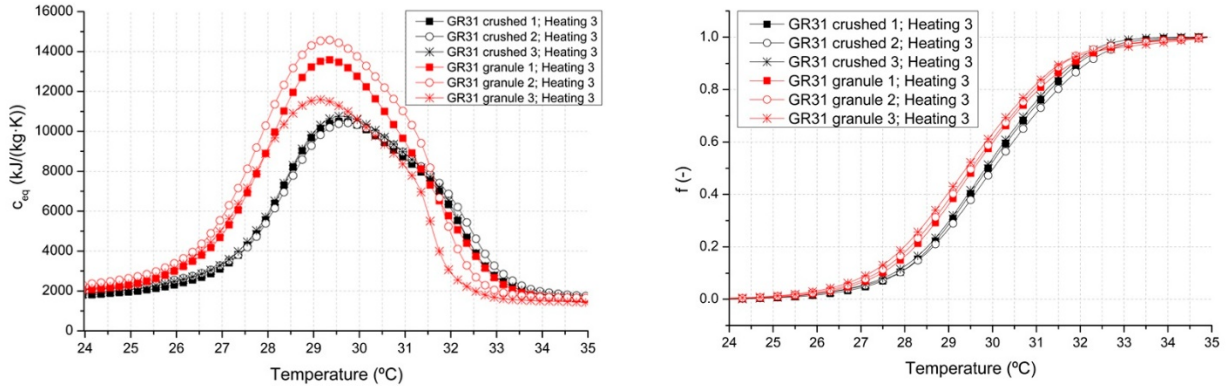 16000
14000
12000
10000
8000
6000
4000
2000
0
c_eq (kJ/(kg·K))
GR31 crushed 1; Heating 3
GR31 crushed 2; Heating 3
GR31 crushed 3; Heating 3
GR31 granule 1; Heating 3
GR31 granule 2; Heating 3
GR31 granule 3; Heating 3
24 25 26 27 28 29 30 31 32 33 34 35
Temperature (ºC)
1.0
0.8
0.6
0.4
0.2
0.0
f (-)
GR31 crushed 1; Heating 3
GR31 crushed 2; Heating 3
GR31 crushed 3; Heating 3
GR31 granule 1; Heating 3
GR31 granule 2; Heating 3
GR31 granule 3; Heating 3
24 25 26 27 28 29 30 31 32 33 34 35
Temperature (ºC)